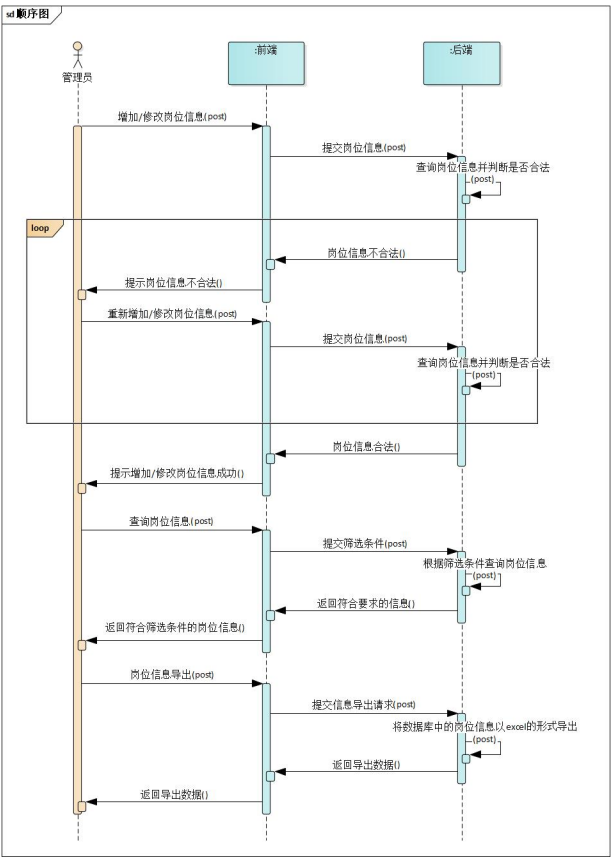 sd 顺序图
管理员
:前端
:后端
增加/修改岗位信息(post)
提交岗位信息(post)
查询岗位信息并判断是否合法
(post)
loop
岗位信息不合法()
提示岗位信息不合法()
重新增加/修改岗位信息(post)
提交岗位信息(post)
查询岗位信息并判断是否合法
(post)
岗位信息合法()
提示增加/修改岗位信息成功()
查询岗位信息(post)
提交筛选条件(post)
根据筛选条件查询岗位信息
(post)
返回符合要求的信息()
返回符合筛选条件的岗位信息()
岗位信息导出(post)
提交信息导出请求(post)
将数据库中的岗位信息以excel的形式导出
(post)
返回导出数据()
返回导出数据()